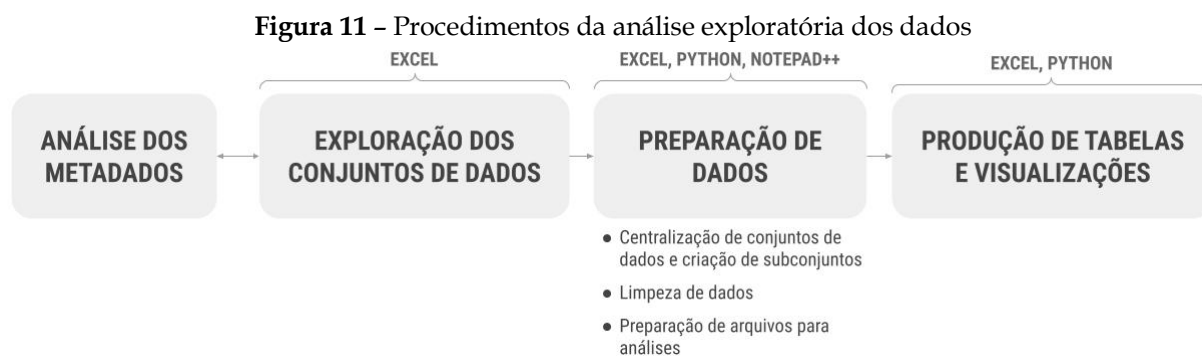 Figura 11 – Procedimentos da análise exploratória dos dados
EXCEL
EXCEL, PYTHON, NOTEPAD++
EXCEL, PYTHON
ANÁLISE DOS
METADADOS
EXPLORAÇÃO DOS
CONJUNTOS DE DADOS
PREPARAÇÃO DE
DADOS
PRODUÇÃO DE TABELAS
E VISUALIZAÇÕES
● Centralização de conjuntos de
dados e criação de subconjuntos
● Limpeza de dados
● Preparação de arquivos para
análises